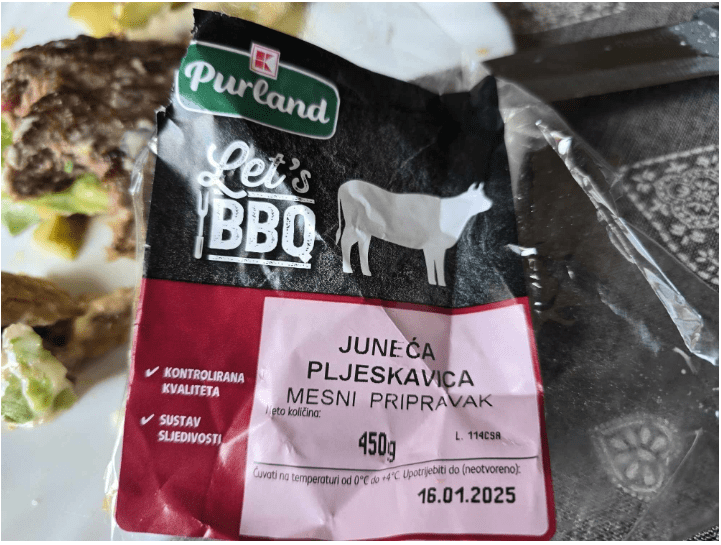 K
Purland
Let's
BBQ
JUNEĆA
PLJESKAVICA
MESNI PRIPRAVAK
Neto količina:
450g
L. 114C9A
KONTROLIRANA
KVALITETA
SUSTAV
SLJEDIVOSTI
Čuvati na temperaturi od 0°C do +4°C Upotrijebiti do (neotvoreno):
16.01.2025